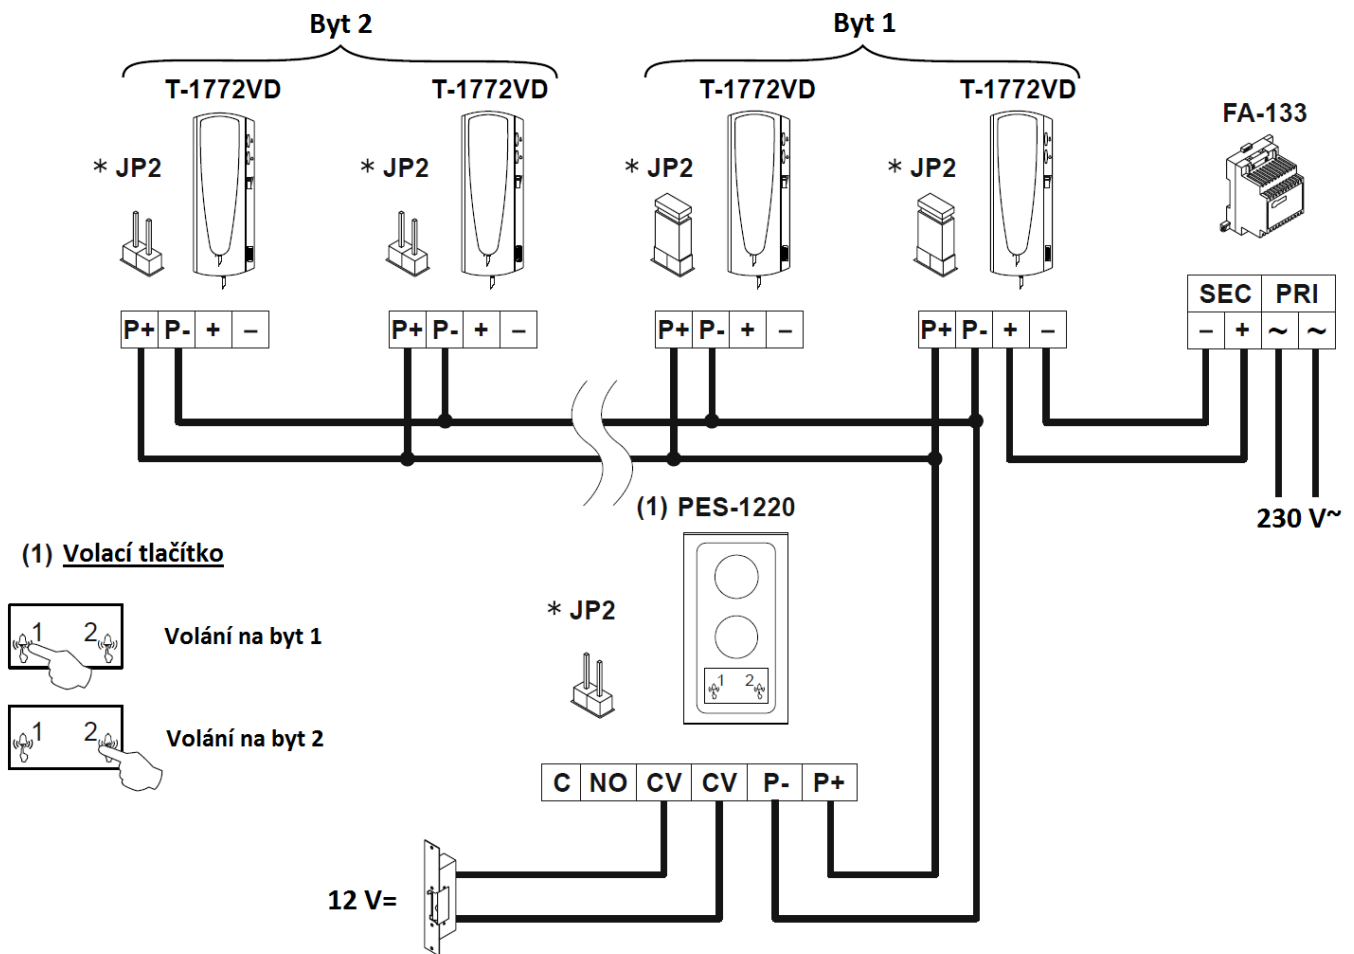 Byt 2 Byt 1
T-1772VD T-1772VD T-1772VD T-1772VD
FA-133
* JP2 * JP2 * JP2 * JP2
SEC PRI
P+ P- + − P+ P- + − P+ P- + − P+ P- + − − + ~ ~
230 V~
(1) PES-1220
(1) Volací tlačítko
* JP2
1 2 Volání na byt 1
1 2
1 2 Volání na byt 2
C NO CV CV P- P+
12 V=